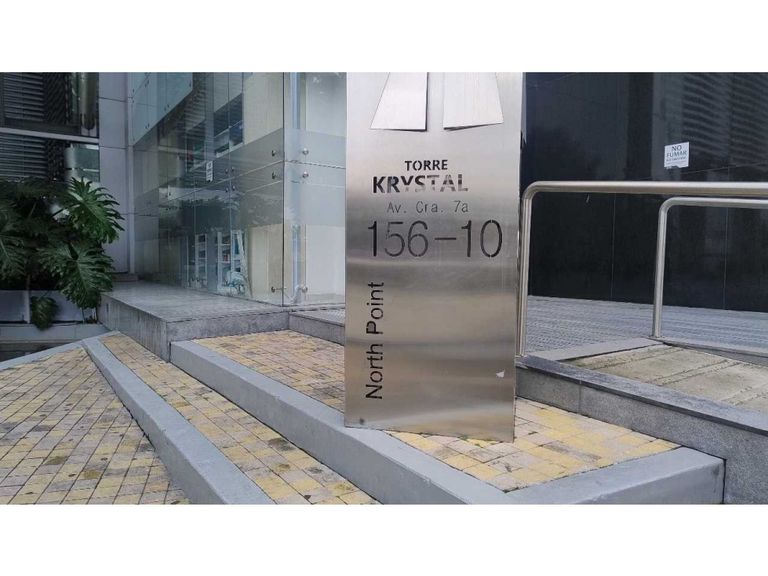 TORRE
KRYSTAL
Av. Cra. 7a
156-10
North Point
NO
FUMAR